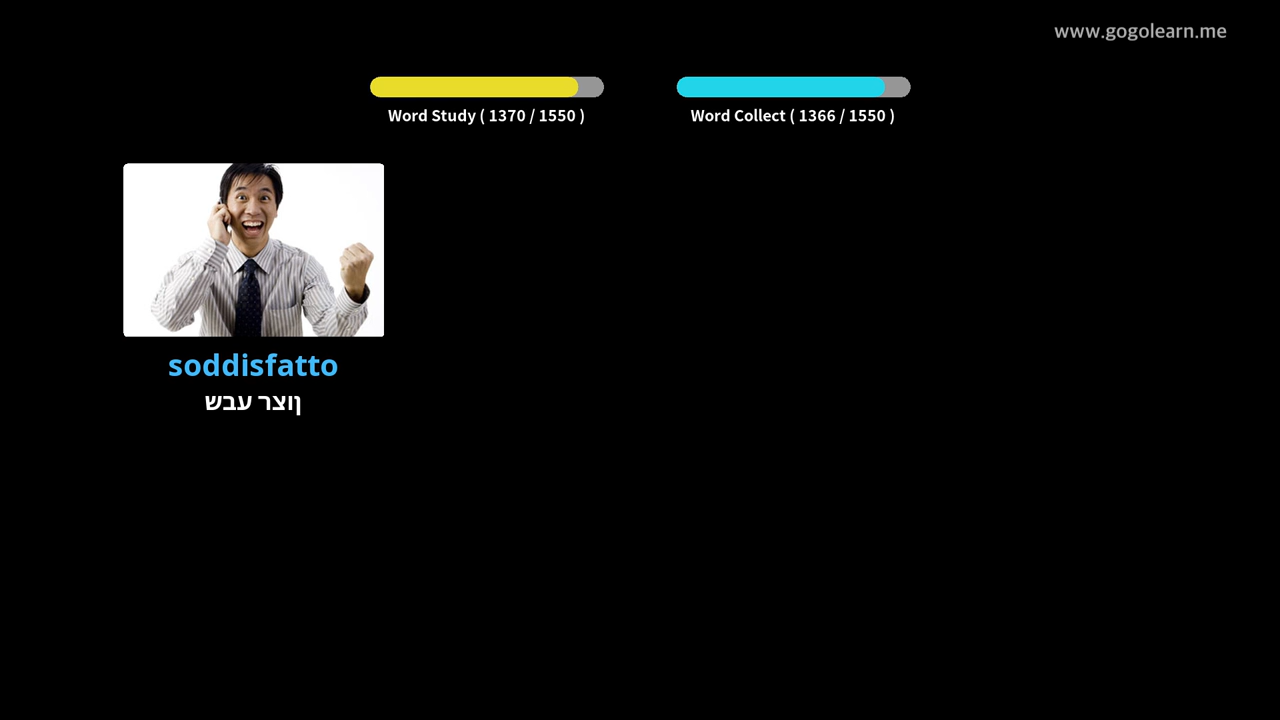 www.gogolearn.me
Word Study ( 1370 / 1550 )
Word Collect ( 1366 / 1550 )
soddisfatto
ןוצר עבש